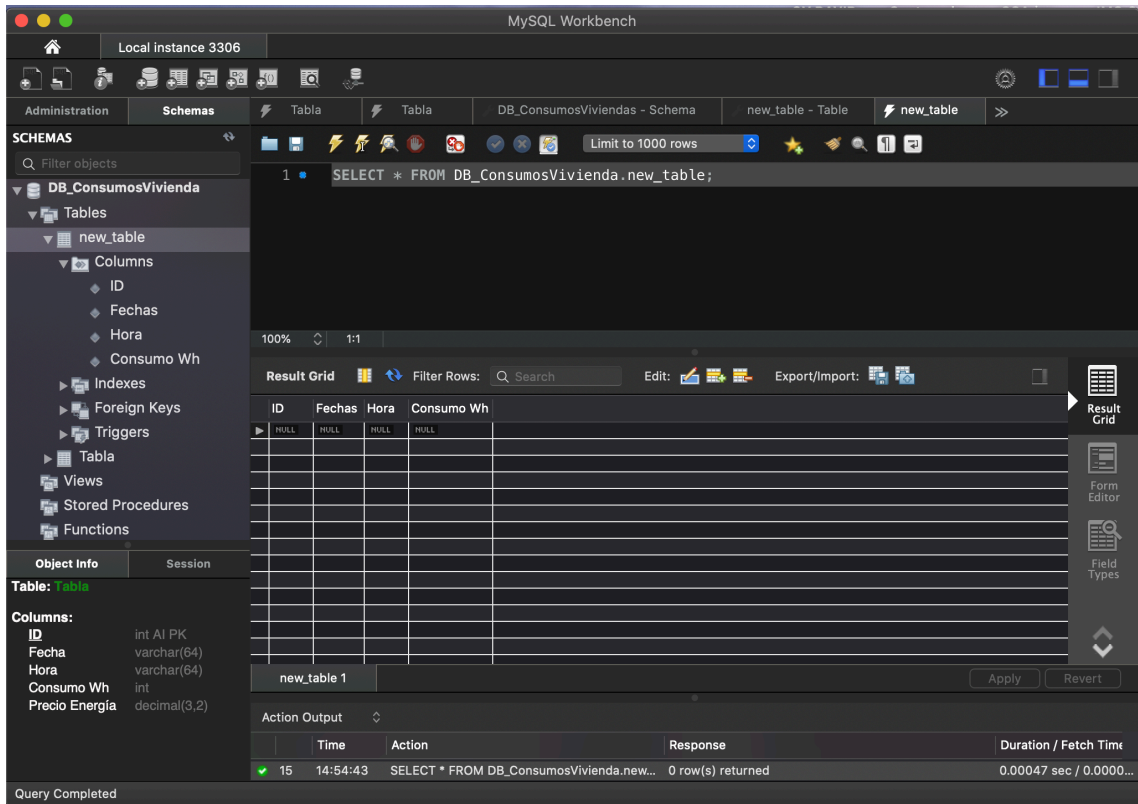 MySQL Workbench
Local instance 3306
Administration
Schemas
Tabla
Tabla
DB_ConsumosViviendas - Schema
new_table - Table
new_table
SCHEMAS
Filter objects
Limit to 1000 rows
1
SELECT * FROM DB_ConsumosVivienda.new_table;
DB_ConsumosVivienda
Tables
new_table
Columns
ID
Fechas
Hora
Consumo Wh
Indexes
Foreign Keys
Triggers
Tabla
Views
Stored Procedures
Functions
100%
1:1
Result Grid
Filter Rows:
Search
Edit:
Export/Import:
ID Fechas Hora Consumo Wh
NULL NULL NULL NULL
Result
Grid
Form
Editor
Field
Types
Object Info
Session
Table: Tabla
Columns:
ID int AI PK
Fecha varchar(64)
Hora varchar(64)
Consumo Wh int
Precio Energía decimal(3,2)
new_table 1
Apply
Revert
Action Output
Time Action Response Duration / Fetch Time
15 14:54:43 SELECT * FROM DB_ConsumosVivienda.new... 0 row(s) returned 0.00047 sec / 0.0000...
Query Completed